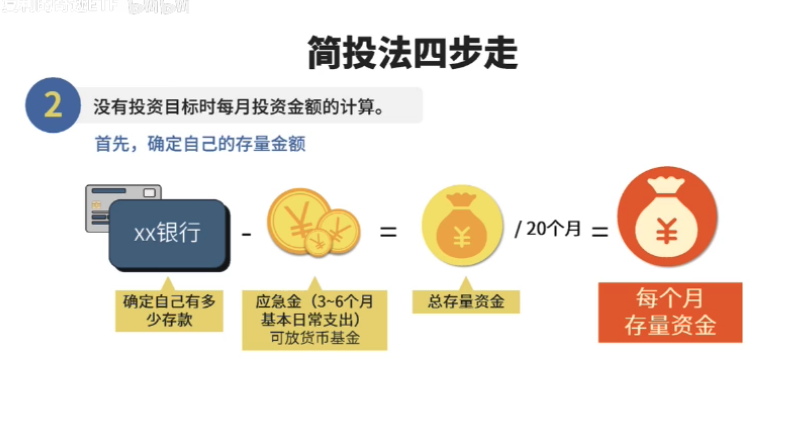 简投法四步走
2
没有投资目标时每月投资金额的计算。
首先，确定自己的存量金额
xx银行
-
=
/ 20个月
=
确定自己有多
少存款
应急金（3~6个月
基本日常支出）
可放货币基金
总存量资金
每个月
存量资金